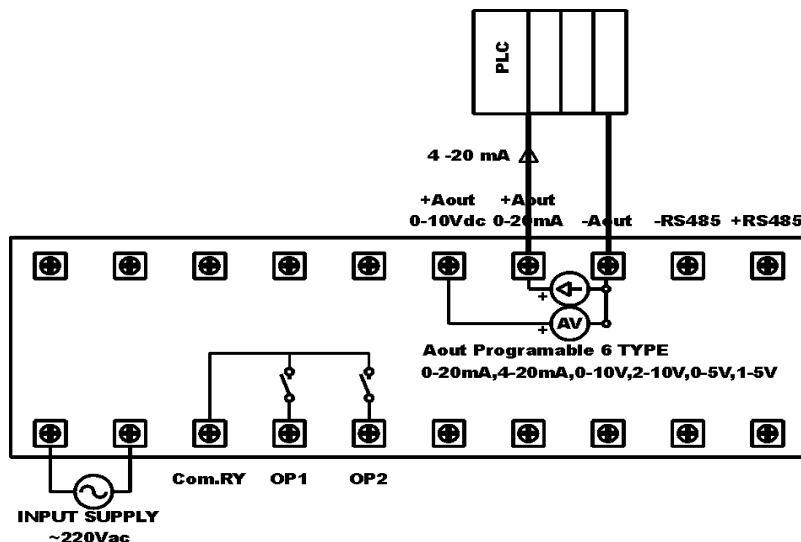 PLC
4 -20 mA
+Aout +Aout
0-10Vdc 0-20mA -Aout -RS485 +RS485
+
+ AV
Aout Programable 6 TYPE
0-20mA,4-20mA,0-10V,2-10V,0-5V,1-5V
Com.RY OP1 OP2
INPUT SUPPLY
~220Vac